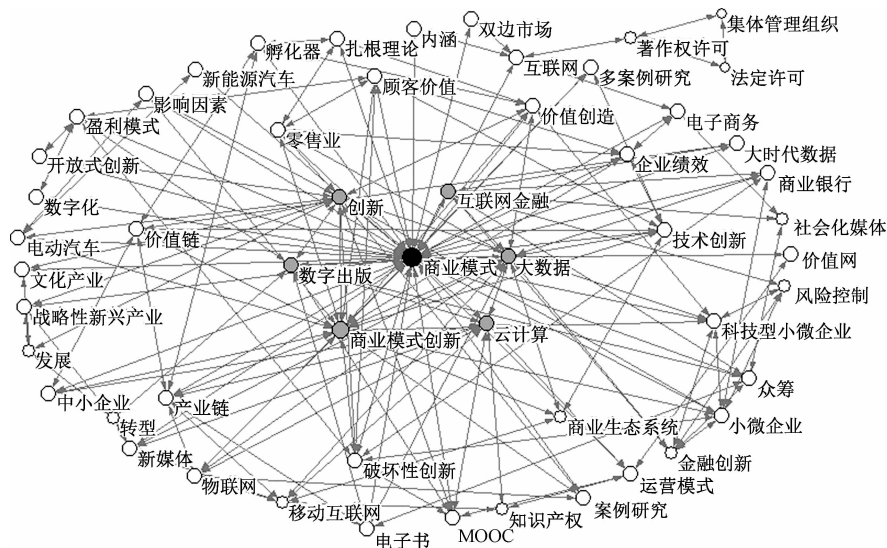 集体管理组织
双边市场
内涵
扎根理论
孵化器
著作权许可
互联网
法定许可
新能源汽车
多案例研究
顾客价值
影响因素
价值创造
电子商务
盈利模式
零售业
大时代数据
开放式创新
企业绩效
商业银行
创新
互联网金融
数字化
社会化媒体
电动汽车
价值链
技术创新
价值网
文化产业
数字出版
商业模式
大数据
风险控制
战略性新兴产业
商业模式创新
云计算
科技型小微企业
发展
众筹
中小企业
产业链
转型
商业生态系统
小微企业
新媒体
破坏性创新
金融创新
物联网
运营模式
移动互联网
知识产权
案例研究
电子书
MOOC